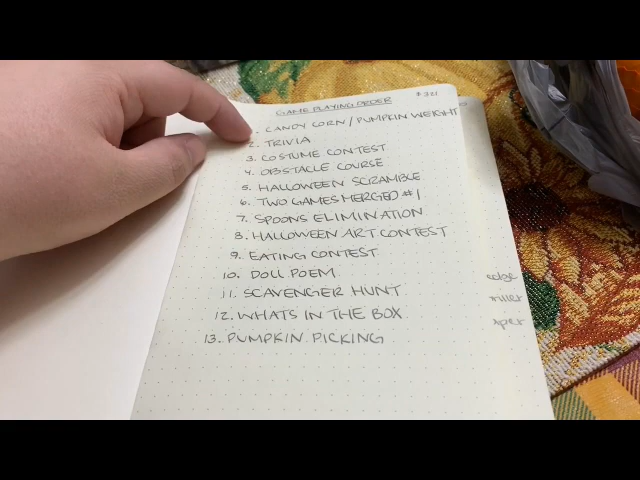 GAME PLAYING ORDER
1. CANDY CORN / PUMPKIN WEIGHT
2. TRIVIA
3. COSTUME CONTEST
4. OBSTACLE COURSE
5. HALLOWEEN SCRAMBLE
6. TWO GAMES MERGED #1
7. SPOONS ELIMINATION
8. HALLOWEEN ART CONTEST
9. EATING CONTEST
10. DOLL POEM
11. SCAVENGER HUNT
12. WHATS IN THE BOX
13. PUMPKIN PICKING